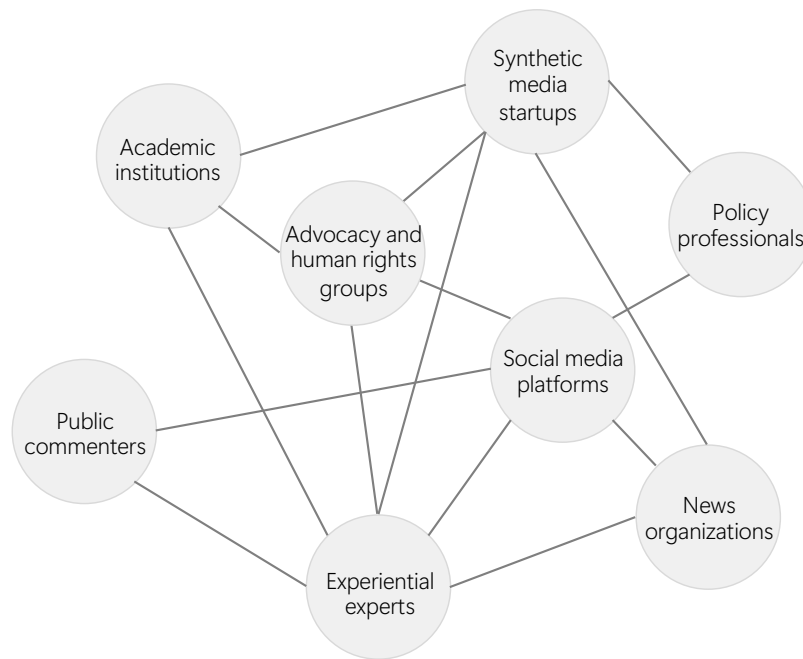 Synthetic
media
startups
Academic
institutions
Policy
professionals
Advocacy and
human rights
groups
Social media
platforms
Public
commenters
News
organizations
Experiential
experts